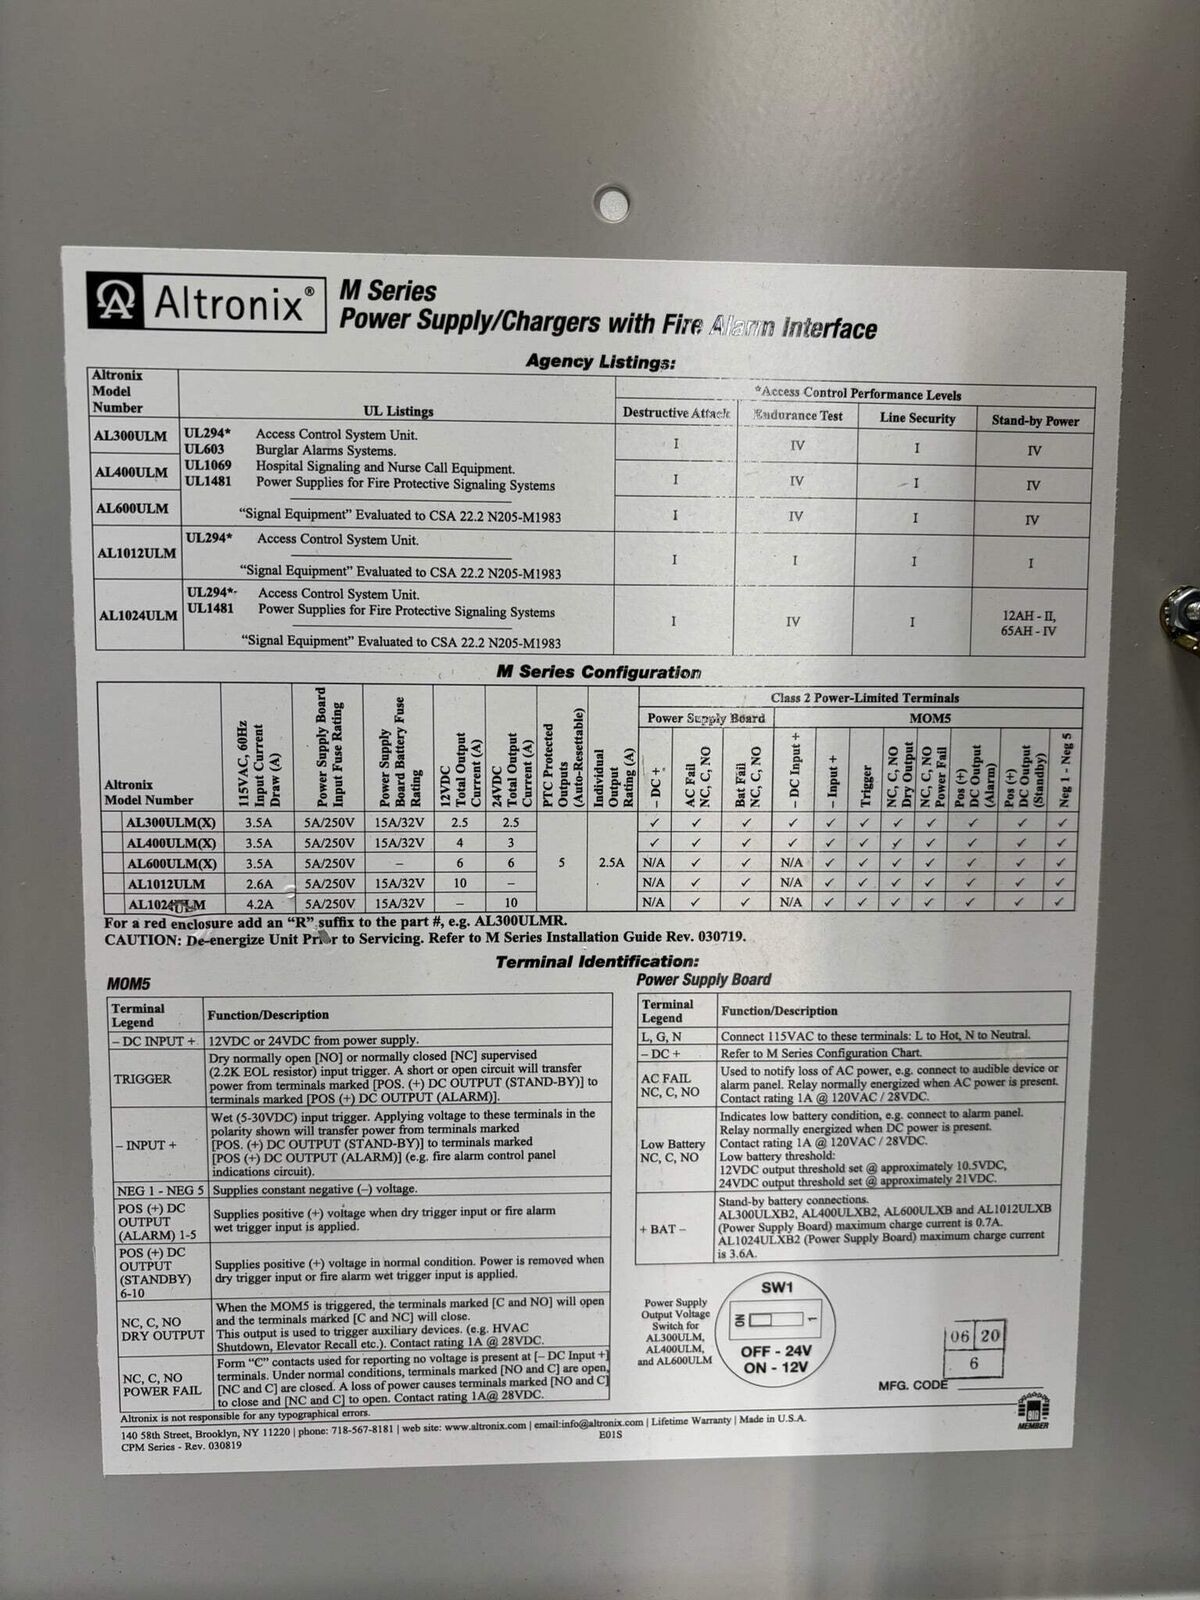 Altronix®
M Series
Power Supply/Chargers with Fire Alarm Interface
Agency Listings:
Altronix Model Number | UL Listings | *Access Control Performance Levels
Destructive Attack | Endurance Test | Line Security | Stand-by Power
AL300ULM | I | IV | I | IV
AL400ULM | I | IV | I | IV
AL600ULM | I | IV | I | IV
UL294* Access Control System Unit.
UL603 Burglar Alarms Systems.
UL1069 Hospital Signaling and Nurse Call Equipment.
UL1481 Power Supplies for Fire Protective Signaling Systems
“Signal Equipment” Evaluated to CSA 22.2 N205-M1983
AL1012ULM | I | I | I | I
UL294* Access Control System Unit.
“Signal Equipment” Evaluated to CSA 22.2 N205-M1983
AL1024ULM | I | IV | I | 12AH - II, 65AH - IV
UL294*- Access Control System Unit.
UL1481 Power Supplies for Fire Protective Signaling Systems
“Signal Equipment” Evaluated to CSA 22.2 N205-M1983
M Series Configuration
Class 2 Power-Limited Terminals
Power Supply Board | MOM5
Altronix Model Number | 115VAC, 60Hz Input Current Draw (A) | Power Supply Board Input Fuse Rating | Power Supply Board Battery Fuse Rating | 12VDC Total Output Current (A) | 24VDC Total Output Current (A) | PTC Protected Outputs (Auto-Resettable) | Individual Output Rating (A) | – DC + | AC Fail NC, C, NO | Bat Fail NC, C, NO | – DC Input + | – Input + | Trigger | NC, C, NO Dry Output | NC, C, NO Power Fail | Pos (+) DC Output (Alarm) | Pos (+) DC Output (Standby) | Neg 1 - Neg 5
AL300ULM(X) | 3.5A | 5A/250V | 15A/32V | 2.5 | 2.5 | ✓ | ✓ | ✓ | ✓ | ✓ | ✓ | ✓ | ✓ | ✓ | ✓ | ✓
AL400ULM(X) | 3.5A | 5A/250V | 15A/32V | 4 | 3 | ✓ | ✓ | ✓ | ✓ | ✓ | ✓ | ✓ | ✓ | ✓ | ✓ | ✓
AL600ULM(X) | 3.5A | 5A/250V | – | 6 | 6 | 5 | 2.5A | N/A | ✓ | ✓ | N/A | ✓ | ✓ | ✓ | ✓ | ✓ | ✓ | ✓
AL1012ULM | 2.6A | 5A/250V | 15A/32V | 10 | – | N/A | ✓ | ✓ | N/A | ✓ | ✓ | ✓ | ✓ | ✓ | ✓ | ✓
AL1024ULM | 4.2A | 5A/250V | 15A/32V | – | 10 | N/A | ✓ | ✓ | N/A | ✓ | ✓ | ✓ | ✓ | ✓ | ✓ | ✓
For a red enclosure add an “R” suffix to the part #, e.g. AL300ULMR.
CAUTION: De-energize Unit Prior to Servicing. Refer to M Series Installation Guide Rev. 030719.
Terminal Identification:
MOM5
Terminal Legend | Function/Description
– DC INPUT + | 12VDC or 24VDC from power supply.
TRIGGER | Dry normally open [NO] or normally closed [NC] supervised
(2.2K EOL resistor) input trigger. A short or open circuit will transfer
power from terminals marked [POS. (+) DC OUTPUT (STAND-BY)] to
terminals marked [POS (+) DC OUTPUT (ALARM)].
– INPUT + | Wet (5-30VDC) input trigger. Applying voltage to these terminals in the
polarity shown will transfer power from terminals marked
[POS. (+) DC OUTPUT (STAND-BY)] to terminals marked
[POS (+) DC OUTPUT (ALARM)] (e.g. fire alarm control panel
indications circuit).
NEG 1 - NEG 5 | Supplies constant negative (–) voltage.
POS (+) DC OUTPUT (ALARM) 1-5 | Supplies positive (+) voltage when dry trigger input or fire alarm
wet trigger input is applied.
POS (+) DC OUTPUT (STANDBY) 6-10 | Supplies positive (+) voltage in normal condition. Power is removed when
dry trigger input or fire alarm wet trigger input is applied.
NC, C, NO DRY OUTPUT | When the MOM5 is triggered, the terminals marked [C and NO] will open
and the terminals marked [C and NC] will close.
This output is used to trigger auxiliary devices. (e.g. HVAC
Shutdown, Elevator Recall etc.). Contact rating 1A @ 28VDC.
NC, C, NO POWER FAIL | Form “C” contacts used for reporting no voltage is present at [– DC Input +]
terminals. Under normal conditions, terminals marked [NO and C] are open,
[NC and C] are closed. A loss of power causes terminals marked [NO and C]
to close and [NC and C] to open. Contact rating 1A@ 28VDC.
Power Supply Board
Terminal Legend | Function/Description
L, G, N | Connect 115VAC to these terminals: L to Hot, N to Neutral.
– DC + | Refer to M Series Configuration Chart.
AC FAIL NC, C, NO | Used to notify loss of AC power, e.g. connect to audible device or
alarm panel. Relay normally energized when AC power is present.
Contact rating 1A @ 120VAC / 28VDC.
Low Battery NC, C, NO | Indicates low battery condition, e.g. connect to alarm panel.
Relay normally energized when DC power is present.
Contact rating 1A @ 120VAC / 28VDC.
Low battery threshold:
12VDC output threshold set @ approximately 10.5VDC,
24VDC output threshold set @ approximately 21VDC.
+ BAT – | Stand-by battery connections.
AL300ULXB2, AL400ULXB2, AL600ULXB and AL1012ULXB
(Power Supply Board) maximum charge current is 0.7A.
AL1024ULXB2 (Power Supply Board) maximum charge current
is 3.6A.
Power Supply
Output Voltage
Switch for
AL300ULM,
AL400ULM,
and AL600ULM
SW1
ON
1
OFF - 24V
ON - 12V
06 20
6
MFG. CODE
Altronix is not responsible for any typographical errors.
140 58th Street, Brooklyn, NY 11220 | phone: 718-567-8181 | web site: www.altronix.com | email:info@altronix.com | Lifetime Warranty | Made in U.S.A.
CPM Series - Rev. 030819
E01S
MEMBER